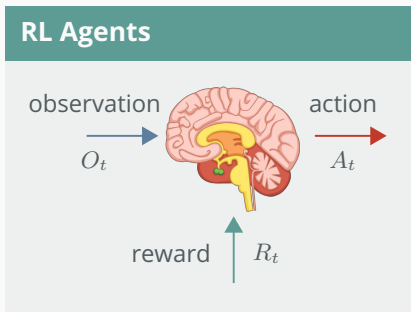 RL Agents
observation
action
O_t
A_t
reward
R_t